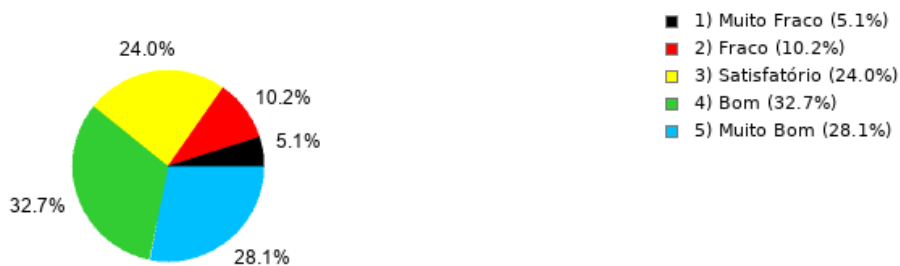 24.0%
10.2%
5.1%
32.7%
28.1%
1) Muito Fraco (5.1%)
2) Fraco (10.2%)
3) Satisfatório (24.0%)
4) Bom (32.7%)
5) Muito Bom (28.1%)